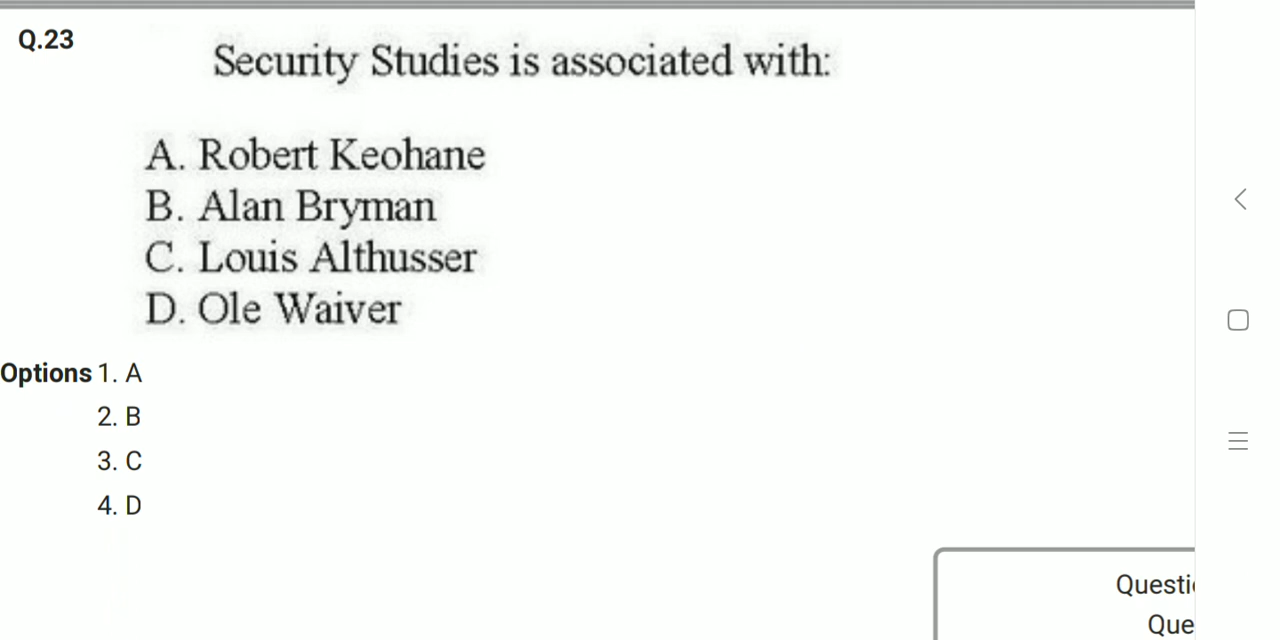 Q.23
Security Studies is associated with:
A. Robert Keohane
B. Alan Bryman
C. Louis Althusser
D. Ole Waiver
Options 1. A
2. B
3. C
4. D
Que